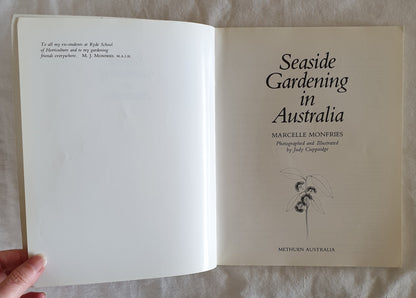 To all my ex-students at Ryde School
of Horticulture and to my gardening
friends everywhere. M. J. MONFRIES, M.A.I.H.
Seaside
Gardening
in
Australia
MARCELLE MONFRIES
Photographed and Illustrated
by Judy Cuppaidge
METHUEN AUSTRALIA